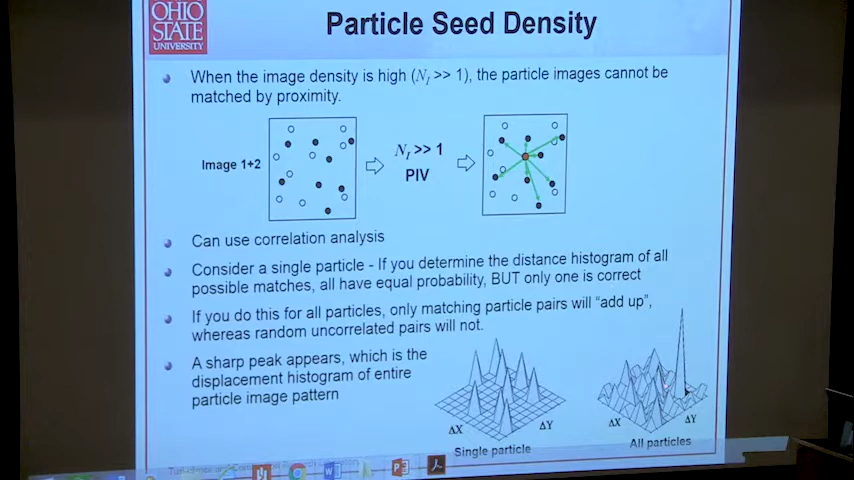 OHIO
STATE
UNIVERSITY
Particle Seed Density
When the image density is high (N_I >> 1), the particle images cannot be
matched by proximity.
Image 1+2
N_I >> 1
PIV
Can use correlation analysis
Consider a single particle - If you determine the distance histogram of all
possible matches, all have equal probability, BUT only one is correct
If you do this for all particles, only matching particle pairs will “add up”,
whereas random uncorrelated pairs will not.
A sharp peak appears, which is the
displacement histogram of entire
particle image pattern
ΔX
ΔY
Single particle
ΔX
ΔY
All particles